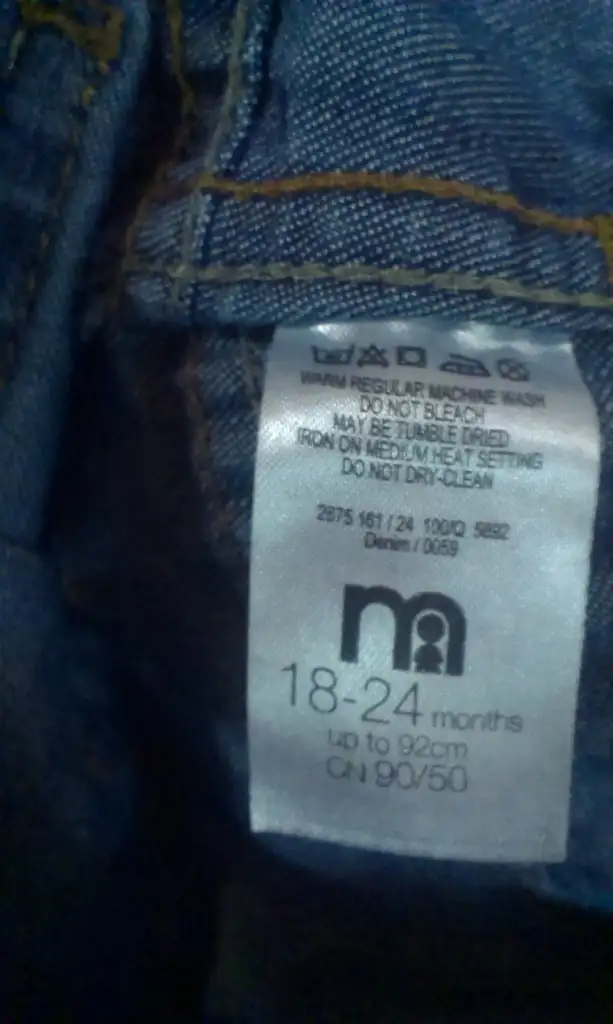 WARM REGULAR MACHINE WASH
DO NOT BLEACH
MAY BE TUMBLE DRIED
IRON ON MEDIUM HEAT SETTING
DO NOT DRY-CLEAN
2875 161 / 24 100/Q 5892
Denim / 0059
m
18-24 months
up to 92cm
CN 90/50